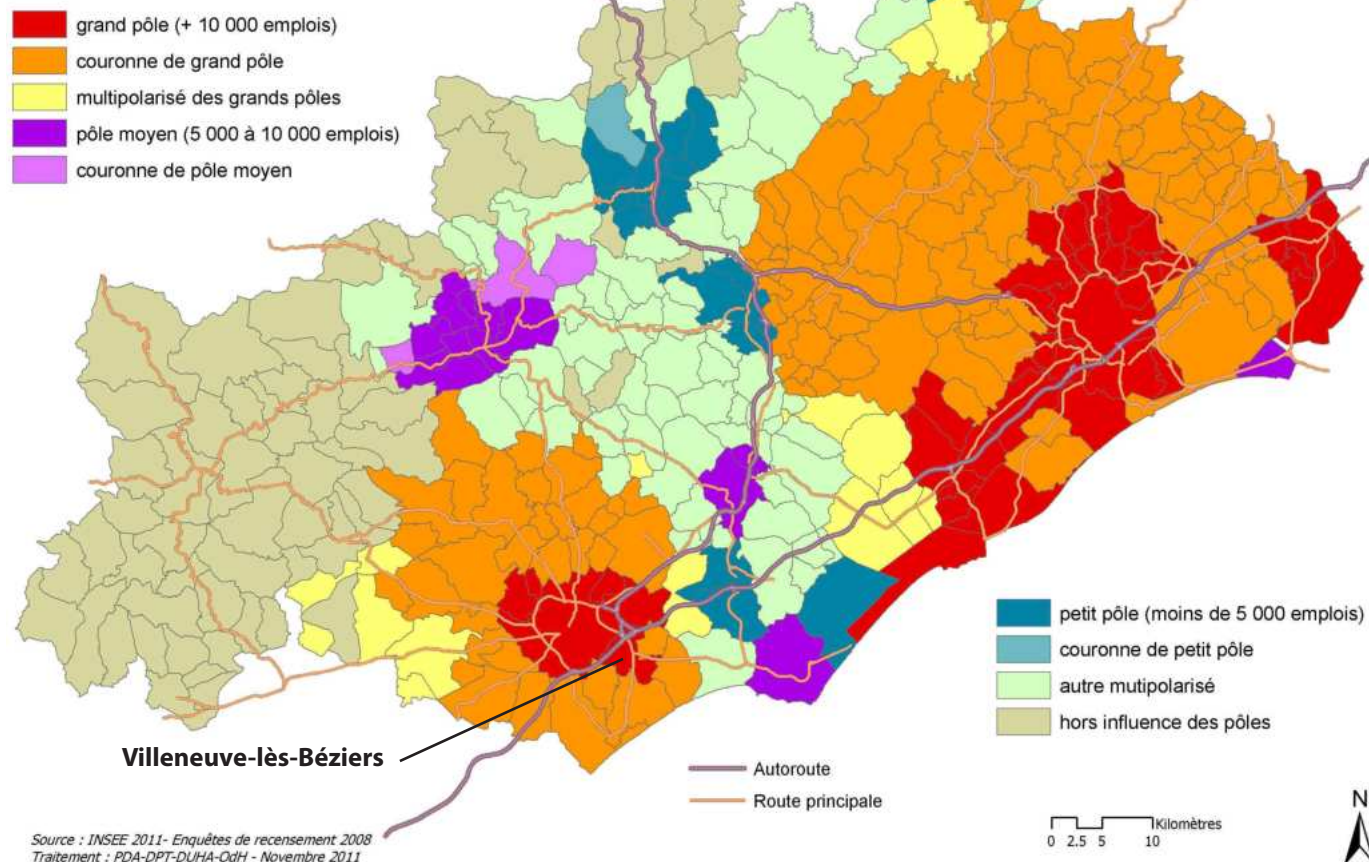 grand pôle (+ 10 000 emplois)
couronne de grand pôle
multipolarisé des grands pôles
pôle moyen (5 000 à 10 000 emplois)
couronne de pôle moyen
petit pôle (moins de 5 000 emplois)
couronne de petit pôle
autre mutipolarisé
hors influence des pôles
Villeneuve-lès-Béziers
Autoroute
Route principale
Kilomètres
0 2.5 5 10
N
Source : INSEE 2011- Enquêtes de recensement 2008
Traitement : PDA-DPT-DUHA-OdH - Novembre 2011